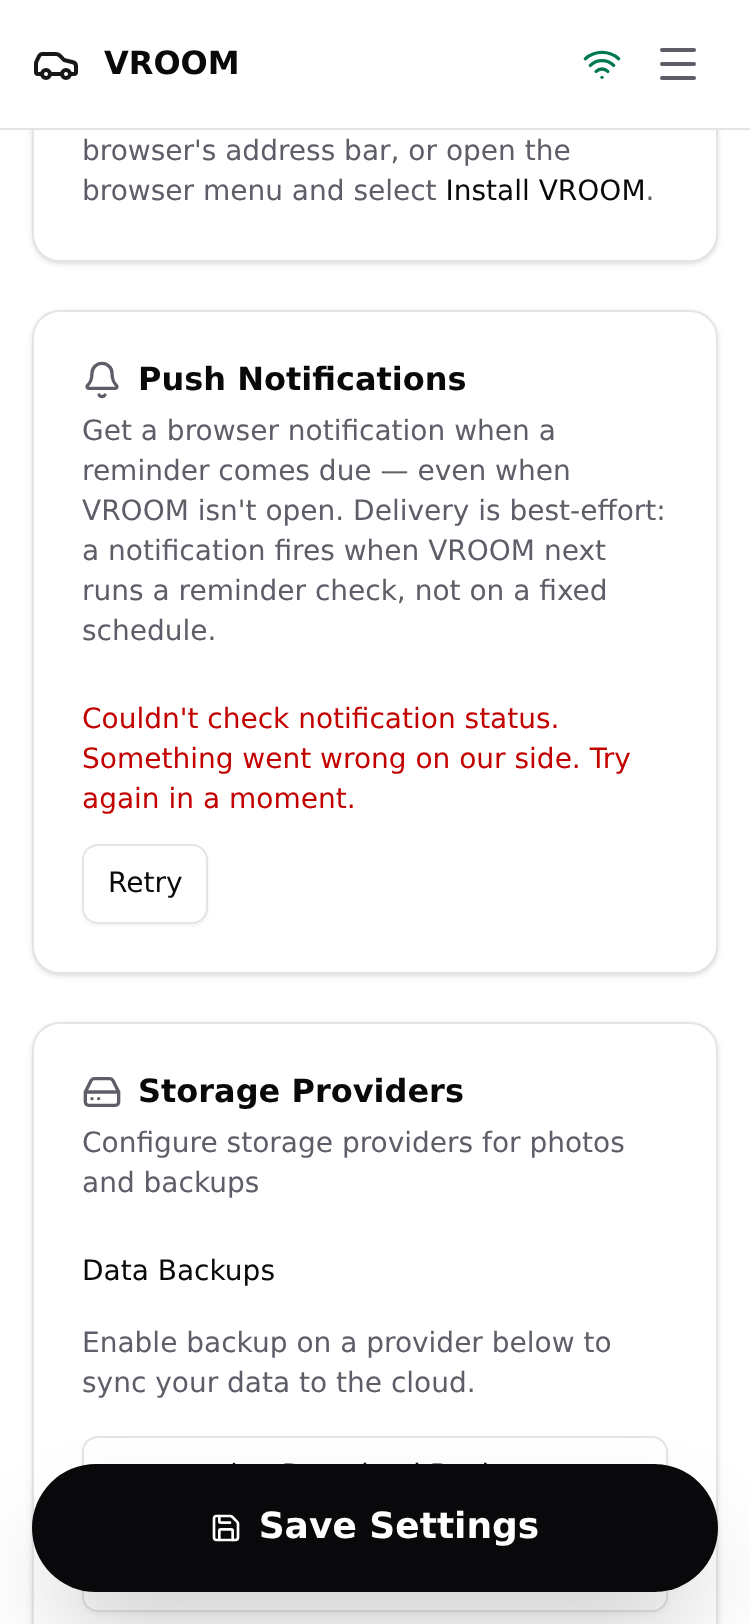 VROOM
browser's address bar, or open the
browser menu and select Install VROOM.
Push Notifications
Get a browser notification when a
reminder comes due — even when
VROOM isn't open. Delivery is best-effort:
a notification fires when VROOM next
runs a reminder check, not on a fixed
schedule.
Couldn't check notification status.
Something went wrong on our side. Try
again in a moment.
Retry
Storage Providers
Configure storage providers for photos
and backups
Data Backups
Enable backup on a provider below to
sync your data to the cloud.
Save Settings